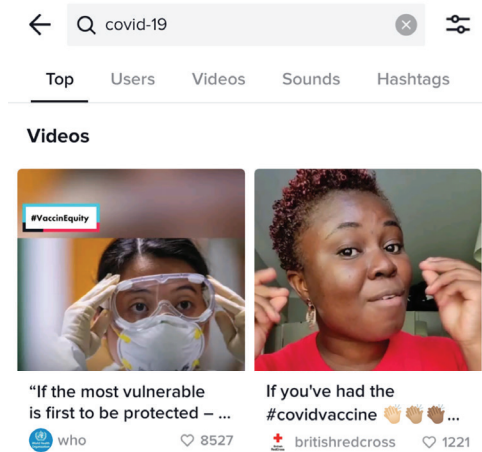 covid-19
Top Users Videos Sounds Hashtags
Videos
#VaccinEquity
“If the most vulnerable
is first to be protected – ...
who 8527
If you've had the
#covidvaccine 👏🏻👏🏼👏🏾...
britishredcross 1221